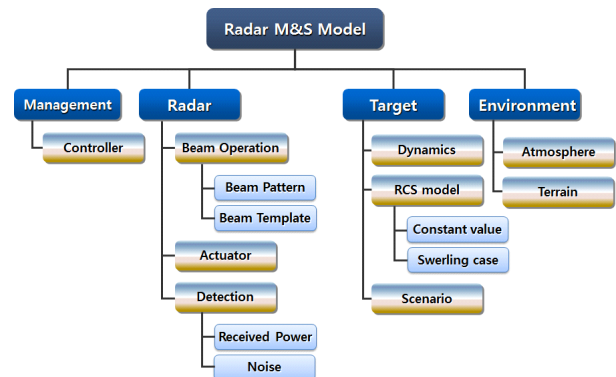 Radar M&S Model
Management
Radar
Target
Environment
Controller
Beam Operation
Beam Pattern
Beam Template
Actuator
Detection
Received Power
Noise
Dynamics
RCS model
Constant value
Swerling case
Scenario
Atmosphere
Terrain